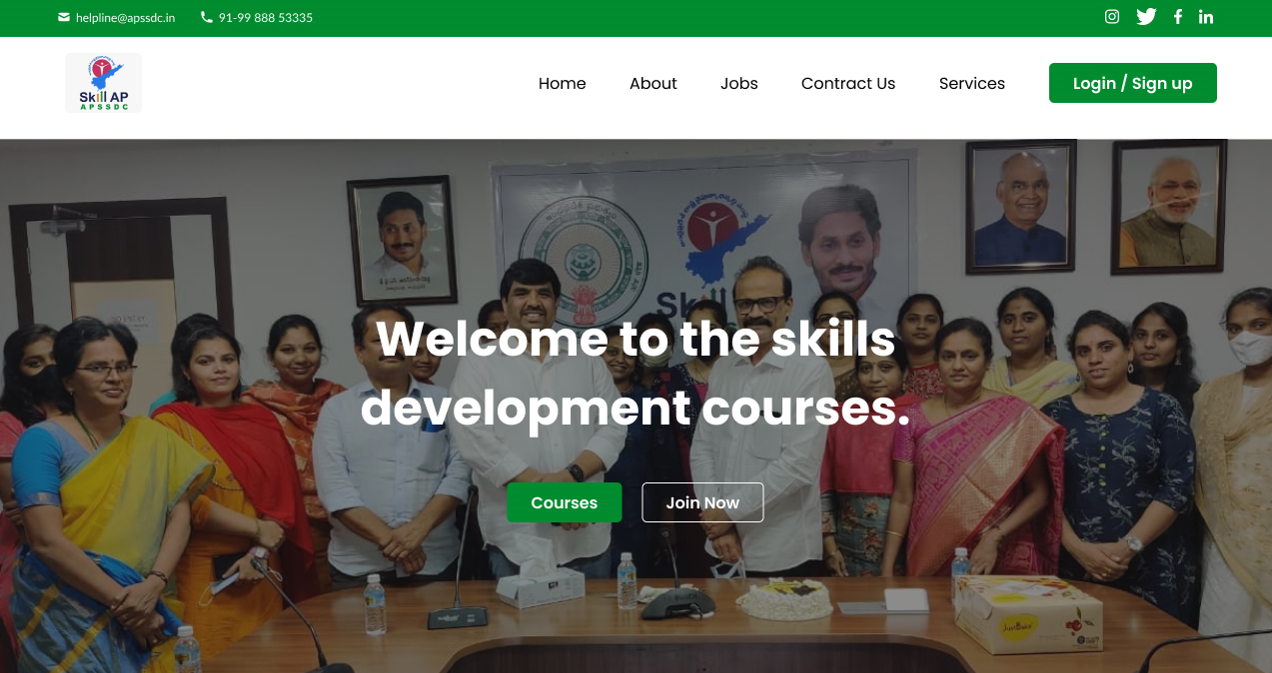 helpline@apssdc.in
91-99 888 53335
Skill AP
APSSDC
Home
About
Jobs
Contract Us
Services
Login / Sign up
Skill
Welcome to the skills
development courses.
Courses
Join Now